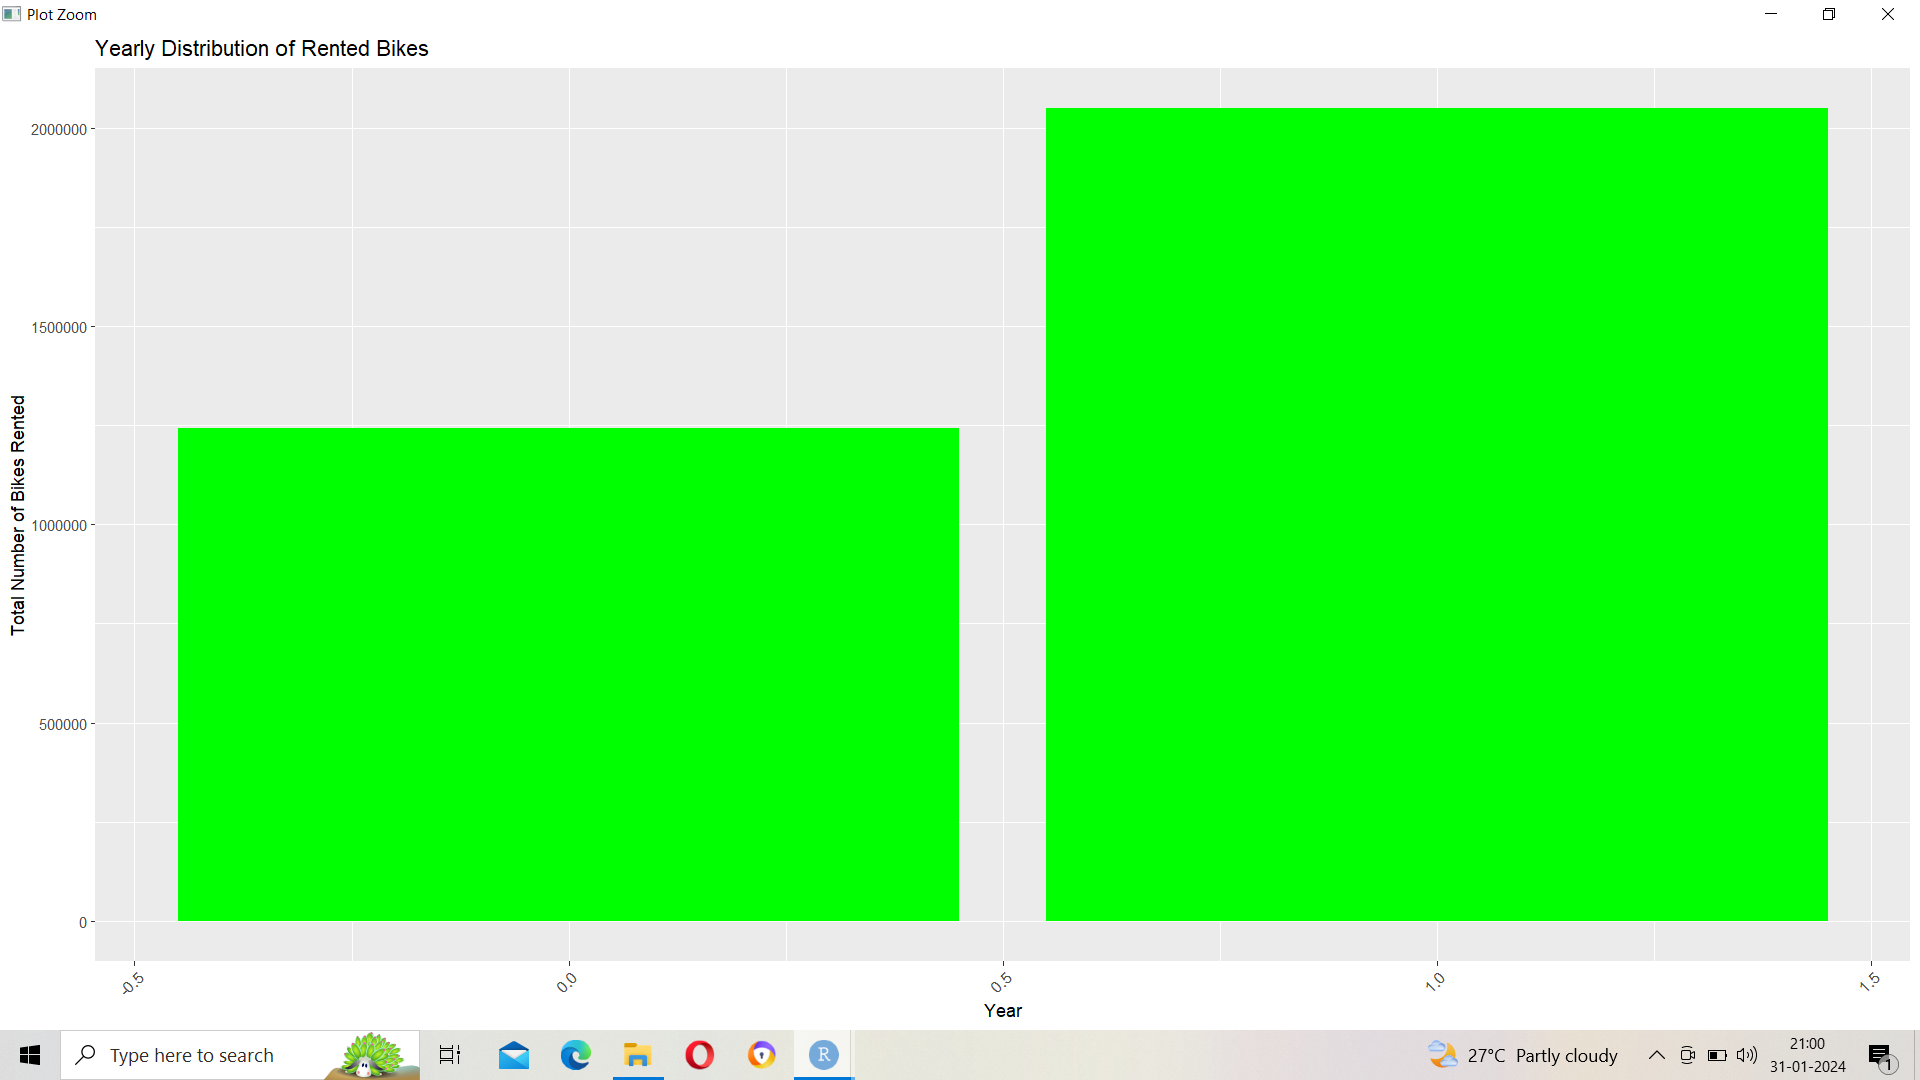 Plot Zoom
Yearly Distribution of Rented Bikes
Total Number of Bikes Rented
2000000
1500000
1000000
500000
0
-0.5
0.0
0.5
1.0
1.5
Year
Type here to search
R
27°C Partly cloudy
21:00
31-01-2024
1